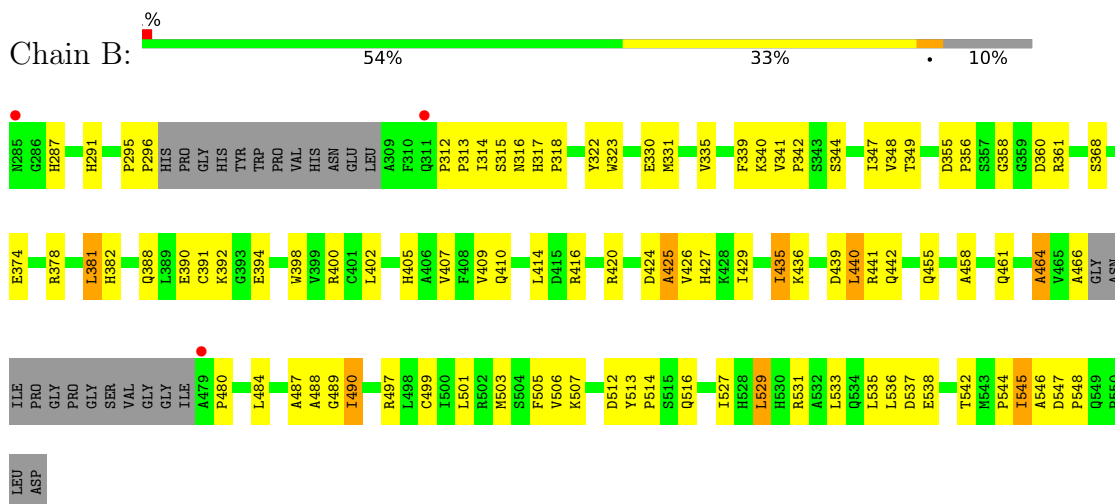 %
Chain B:
54% 33% • 10%
N285 G286 H287 H291 P295 P296 HIS PRO GLY HIS TYR TRP PRO VAL HIS ASN GLU LEU A309 F310 Q311 P312 P313 I314 S315 N316 H317 P318 Y322 W323 E330 M331 V335 F339 K340 V341 P342 S343 S344 I347 V348 T349 D355 P356 S357 G358 G359 D360 R361 S368
E374 R378 L381 H382 Q388 L389 E390 C391 K392 G393 E394 W398 V399 R400 C401 L402 H405 A406 V407 F408 V409 Q410 L414 D415 R416 R420 D424 A425 V426 H427 K428 I429 I435 K436 D439 L440 R441 Q442 Q455 A458 Q461 A464 V465 A466 GLY ASN
ILE PRO GLY PRO GLY SER VAL GLY GLY ILE A479 P480 L484 A487 A488 G489 I490 R497 L498 C499 I500 L501 R502 M503 S504 F505 V506 K507 D512 Y513 P514 S515 Q516 I527 H528 L529 H530 R531 A532 L533 Q534 L535 L536 D537 E538 T542 M543 P544 I545 A546 D547 P548 Q549
LEU ASP